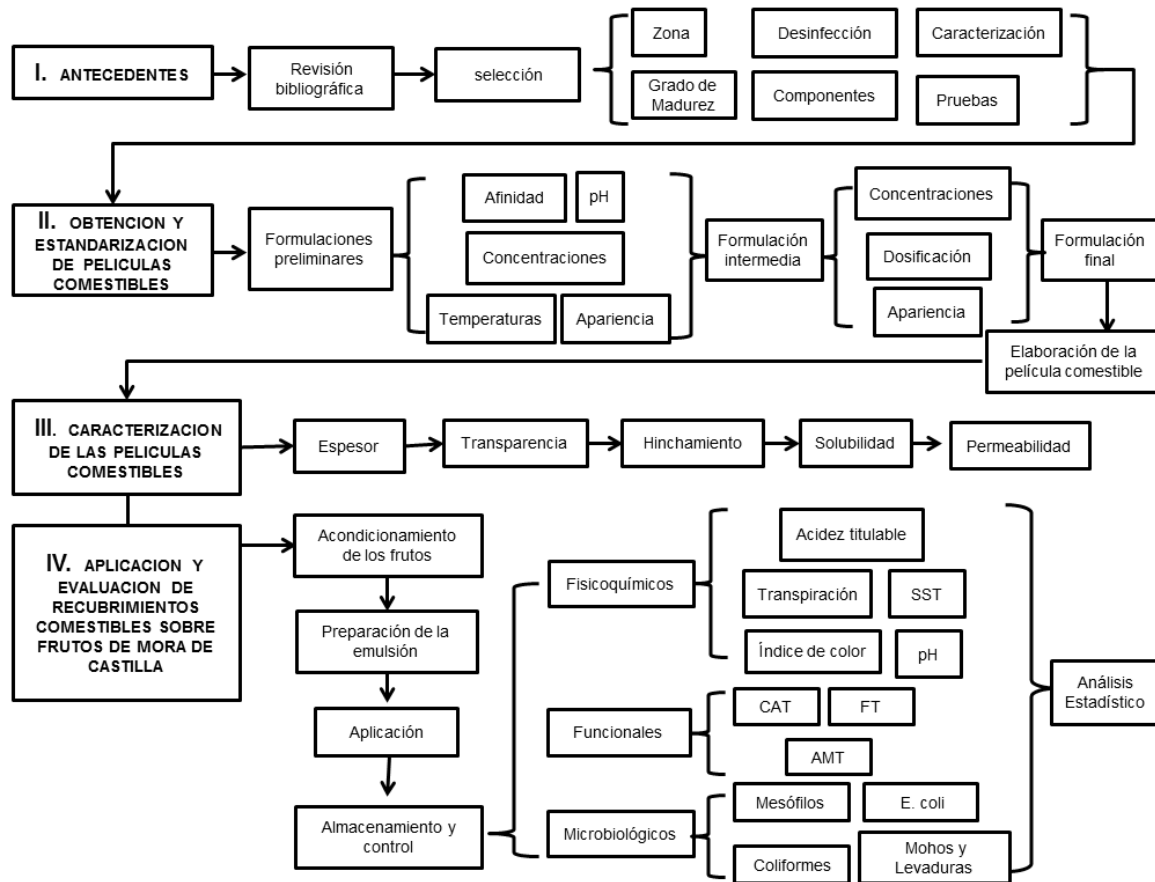 I. ANTECEDENTES
Revisión
bibliográfica
selección
Zona
Desinfección
Caracterización
Grado de
Madurez
Componentes
Pruebas
II. OBTENCION Y
ESTANDARIZACION
DE PELICULAS
COMESTIBLES
Formulaciones
preliminares
Afinidad
pH
Concentraciones
Temperaturas
Apariencia
Formulación
intermedia
Concentraciones
Dosificación
Apariencia
Formulación
final
Elaboración de la
película comestible
III. CARACTERIZACION
DE LAS PELICULAS
COMESTIBLES
Espesor
Transparencia
Hinchamiento
Solubilidad
Permeabilidad
IV. APLICACION Y
EVALUACION DE
RECUBRIMIENTOS
COMESTIBLES SOBRE
FRUTOS DE MORA DE
CASTILLA
Acondicionamiento
de los frutos
Preparación de la
emulsión
Aplicación
Almacenamiento y
control
Fisicoquímicos
Acidez titulable
Transpiración
SST
Índice de color
pH
Funcionales
CAT
FT
AMT
Microbiológicos
Mesófilos
E. coli
Coliformes
Mohos y
Levaduras
Análisis
Estadístico